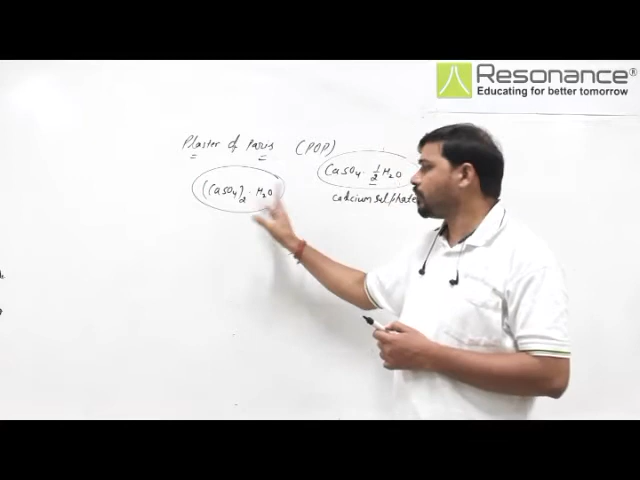 Resonance®
Educating for better tomorrow
Plaster of Paris (POP)
CaSO4 · 1/2 H2O
(CaSO4)2 · H2O
calcium sulphate